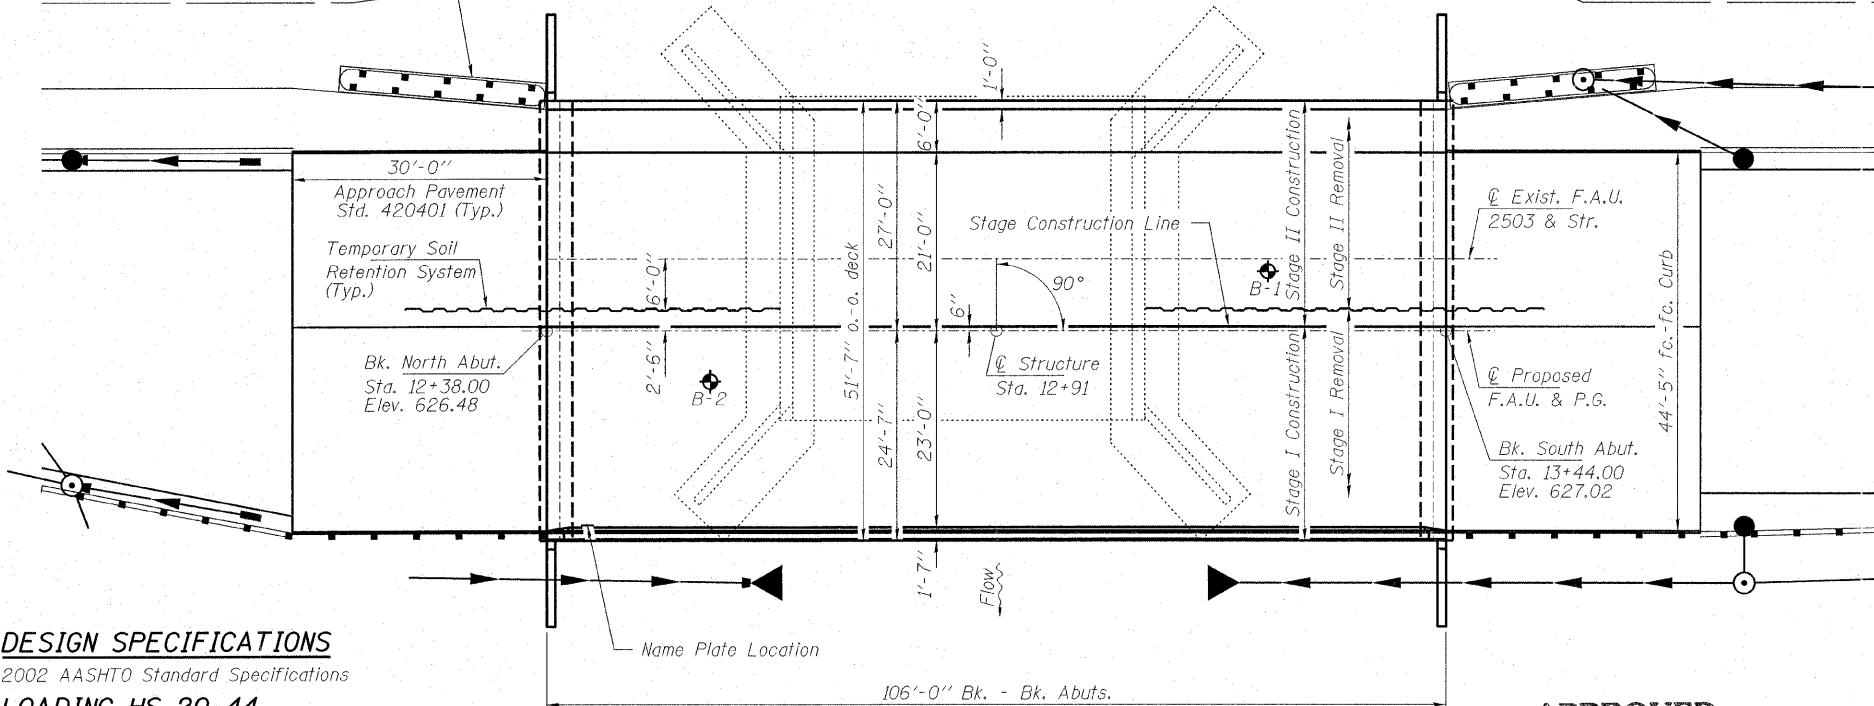 1'-0"
6'-0"
30'-0"
Approach Pavement
Std. 420401 (Typ.)
Temporary Soil
Retention System
(Typ.)
6'-0"
2'-6"
51'-7" o.-o. deck
27'-0"
21'-0"
Stage Construction Line
6"
90°
B-1
Stage II Construction
Stage II Removal
℄ Exist. F.A.U.
2503 & Str.
Bk. North Abut.
Sta. 12+38.00
Elev. 626.48
B-2
24'-7"
23'-0"
℄ Structure
Sta. 12+91
Stage I Construction
Stage I Removal
℄ Proposed
F.A.U. & P.G.
44'-5" fc.-fc. Curb
Bk. South Abut.
Sta. 13+44.00
Elev. 627.02
1'-7"
Flow
Name Plate Location
106'-0" Bk. - Bk. Abuts.
DESIGN SPECIFICATIONS
2002 AASHTO Standard Specifications
LOADING HS 20-44
APPROVED